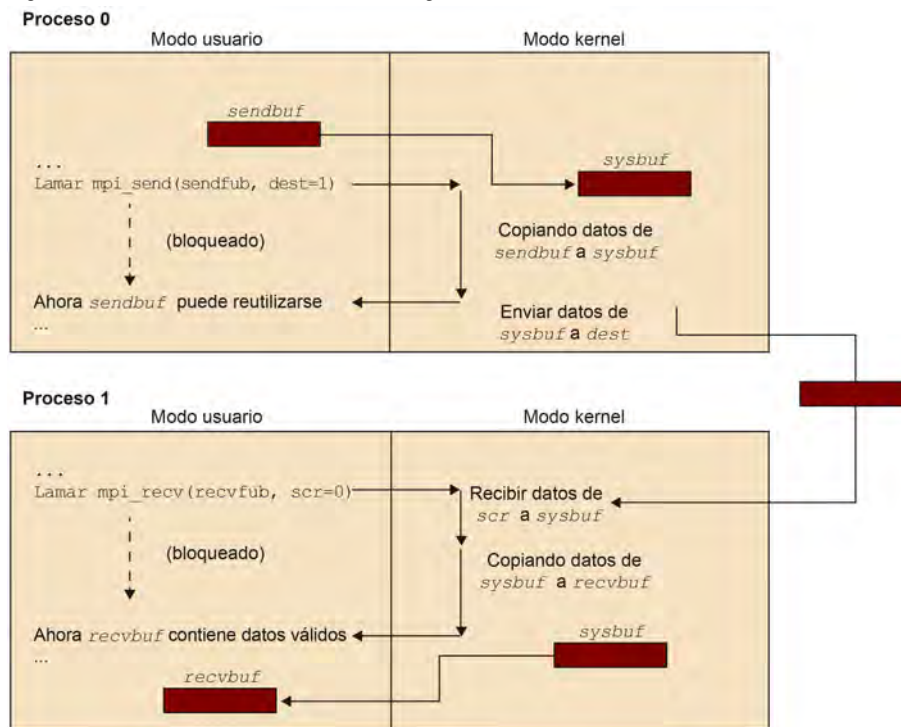 Proceso 0
Modo usuario
Modo kernel
sendbuf
sysbuf
...
Lamar mpi_send(sendfub, dest=1)
Copiando datos de
sendbuf a sysbuf
(bloqueado)
Ahora sendbuf puede reutilizarse
...
Enviar datos de
sysbuf a dest
Proceso 1
Modo usuario
Modo kernel
...
Lamar mpi_recv(recvfub, scr=0)
Recibir datos de
scr a sysbuf
(bloqueado)
Copiando datos de
sysbuf a recvbuf
Ahora recvbuf contiene datos válidos
...
sysbuf
recvbuf